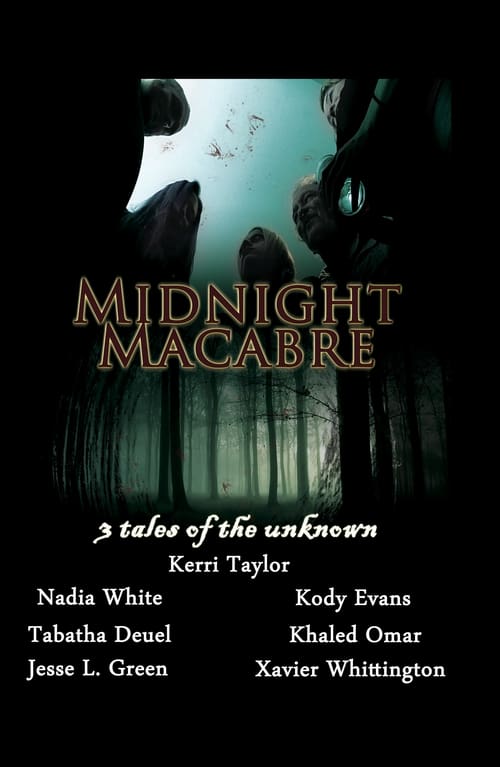 MIDNIGHT
MACABRE
3 tales of the unknown
Kerri Taylor
Nadia White
Kody Evans
Tabatha Deuel
Khaled Omar
Jesse L. Green
Xavier Whittington